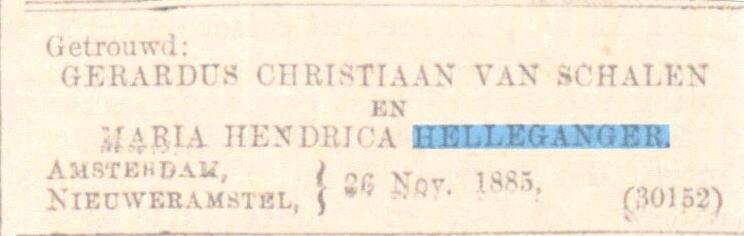 Getrouwd:
GERARDUS CHRISTIAAN VAN SCHALEN
EN
MARIA HENDRICA HELLEGANGER.
AMSTERDAM,
NIEUWERAMSTEL, } 26 Nov. 1885,
(30152)